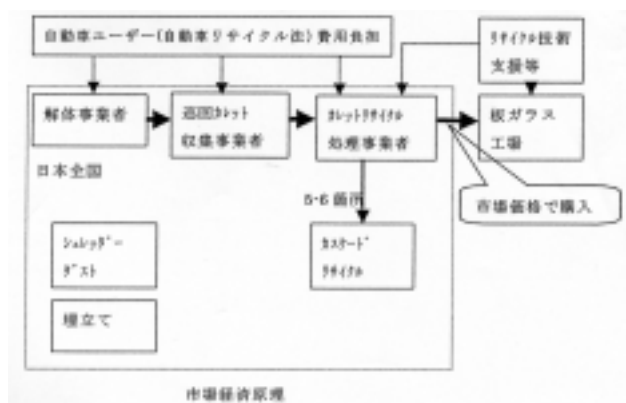 自動車ユーザー(自動車リサイクル法)費用負担
ﾘｻｲｸﾙ技術
支援等
解体事業者
巡回ｶﾚｯﾄ
収集事業者
ｶﾚｯﾄﾘｻｲｸﾙ
処理事業者
板ガラス
工場
日本全国
5-6 箇所
市場価格で購入
ｼｭﾚｯﾀﾞｰ
ﾀﾞｽﾄ
ｶｽｹｰﾄﾞ
ﾘｻｲｸﾙ
埋立て
市場経済原理